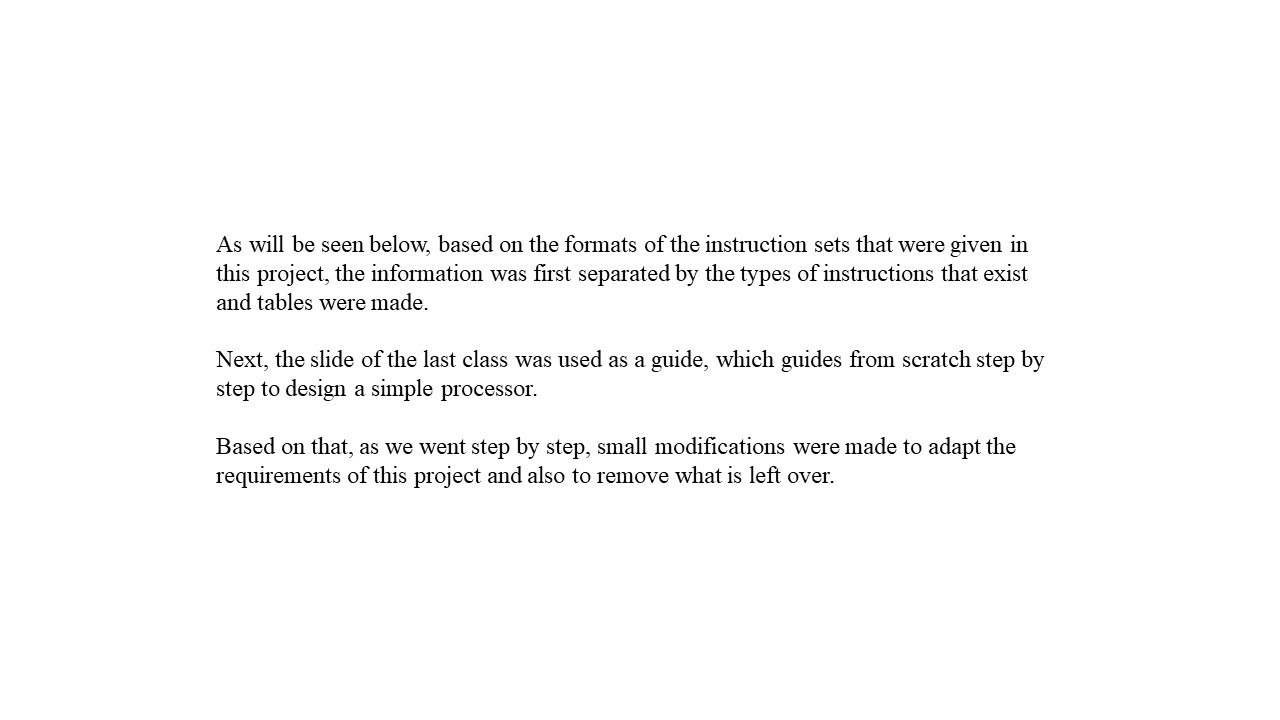 As will be seen below, based on the formats of the instruction sets that were given in
this project, the information was first separated by the types of instructions that exist
and tables were made.
Next, the slide of the last class was used as a guide, which guides from scratch step by
step to design a simple processor.
Based on that, as we went step by step, small modifications were made to adapt the
requirements of this project and also to remove what is left over.